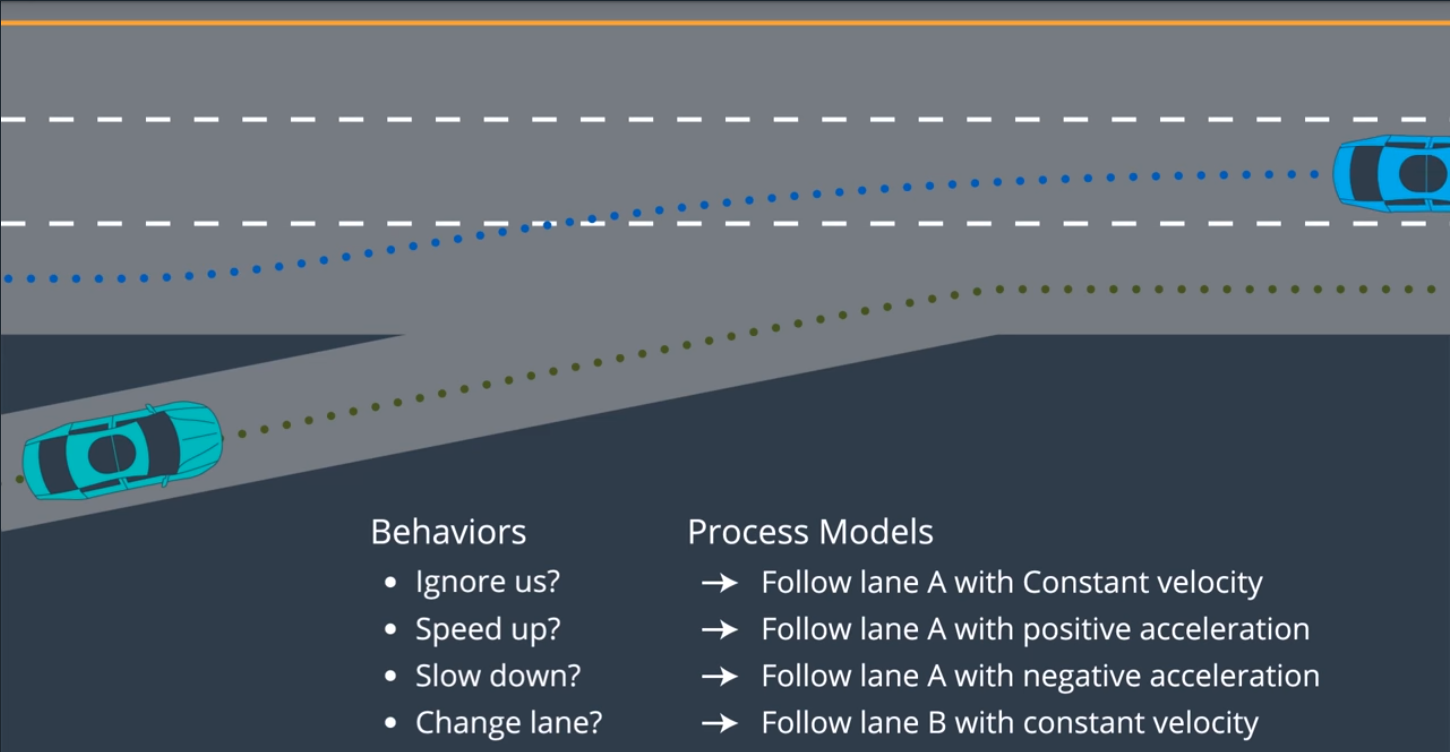 Behaviors
Process Models
• Ignore us?
→ Follow lane A with Constant velocity
• Speed up?
→ Follow lane A with positive acceleration
• Slow down?
→ Follow lane A with negative acceleration
• Change lane?
→ Follow lane B with constant velocity